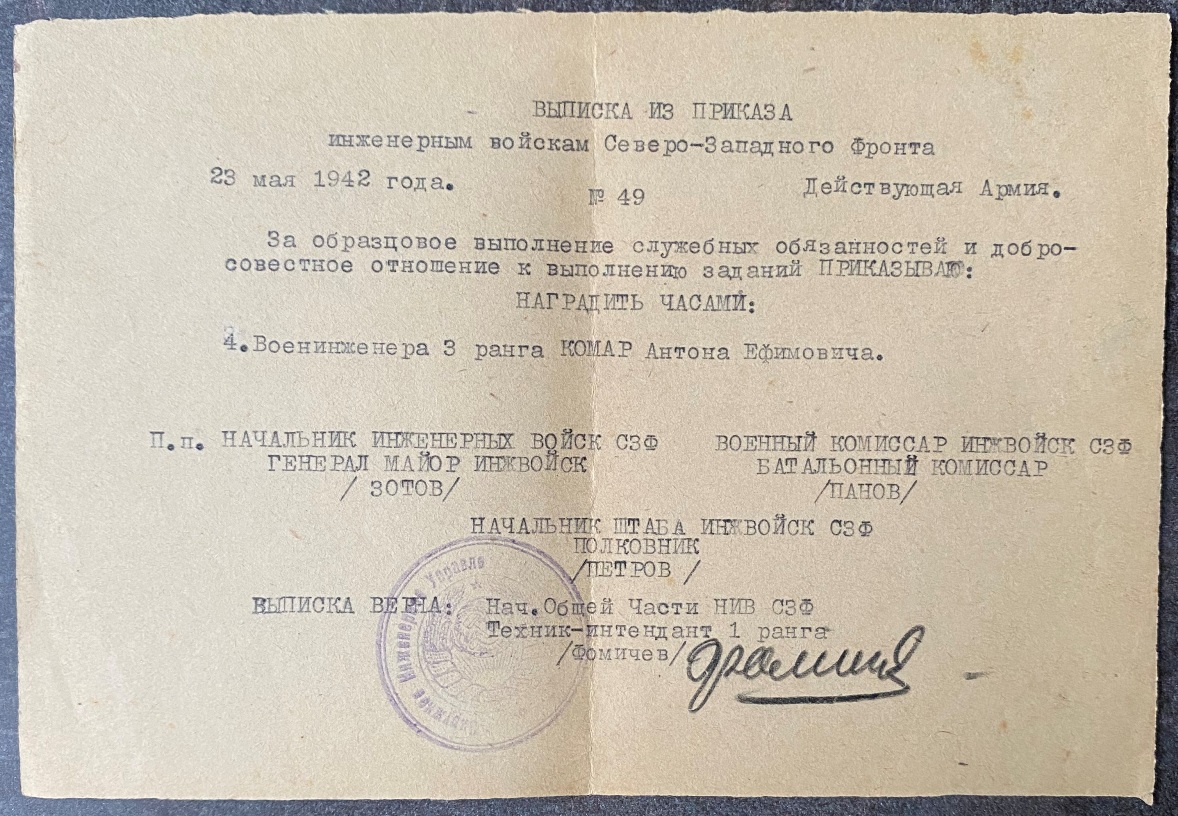 ВЫПИСКА ИЗ ПРИКАЗА
инженерным войскам Северо-Западного Фронта
23 мая 1942 года. № 49 Действующая Армия.
За образцовое выполнение служебных обязанностей и добро-
совестное отношение к выполнению заданий ПРИКАЗЫВАЮ:
НАГРАДИТЬ ЧАСАМИ:
4. Военинженера 3 ранга КОМАР Антона Ефимовича.
П.п. НАЧАЛЬНИК ИНЖЕНЕРНЫХ ВОЙСК СЗФ ВОЕННЫЙ КОМИССАР ИНЖВОЙСК СЗФ
ГЕНЕРАЛ МАЙОР ИНЖВОЙСК БАТАЛЬОННЫЙ КОМИССАР
/ ЗОТОВ/ /ПАНОВ/
НАЧАЛЬНИК ШТАБА ИНЖВОЙСК СЗФ
ПОЛКОВНИК
/ПЕТРОВ /
ВЫПИСКА ВЕРНА: Нач.Общей Части НИВ СЗФ
Техник-интендант 1 ранга
/Фомичев/
Инженерное Управле